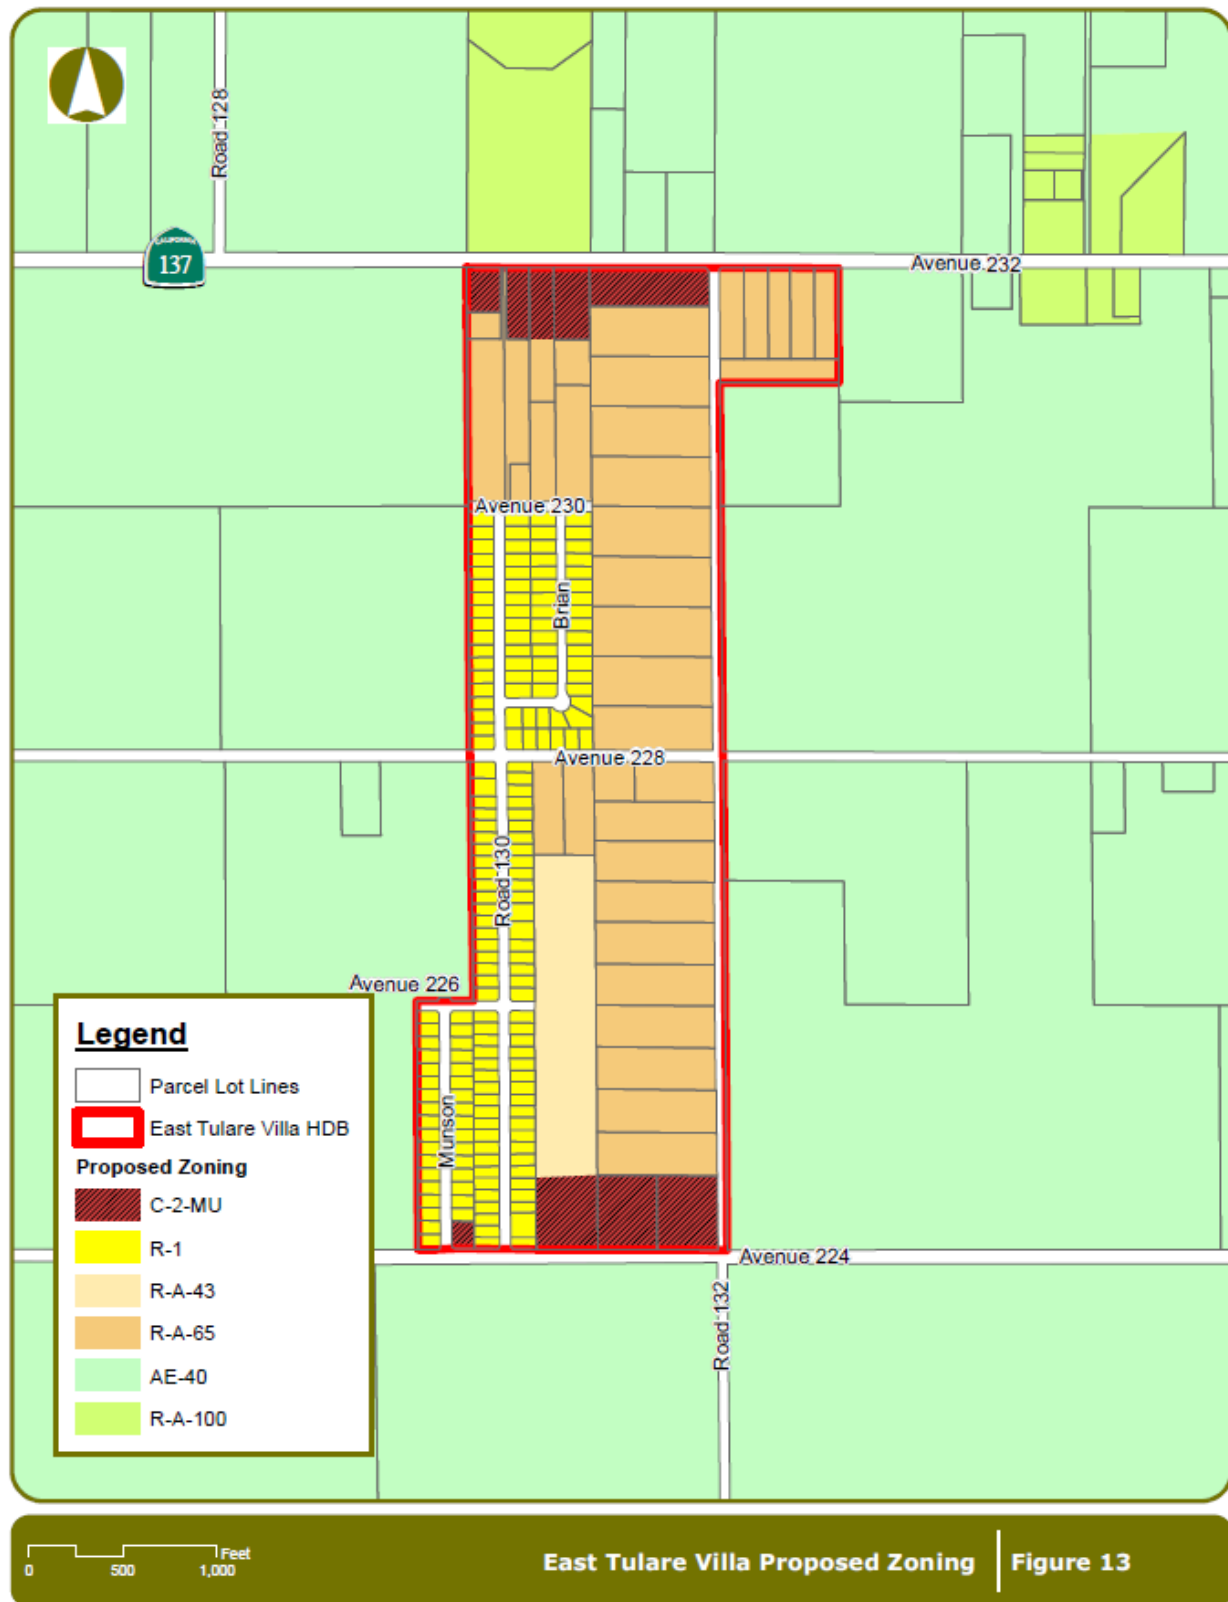 Road 128
CALIFORNIA
137
Avenue 232
Avenue 230
Brian
Avenue 228
Road 130
Avenue 226
Munson
Avenue 224
Road 132
Legend
Parcel Lot Lines
East Tulare Villa HDB
Proposed Zoning
C-2-MU
R-1
R-A-43
R-A-65
AE-40
R-A-100
Feet
0 500 1,000
East Tulare Villa Proposed Zoning
Figure 13